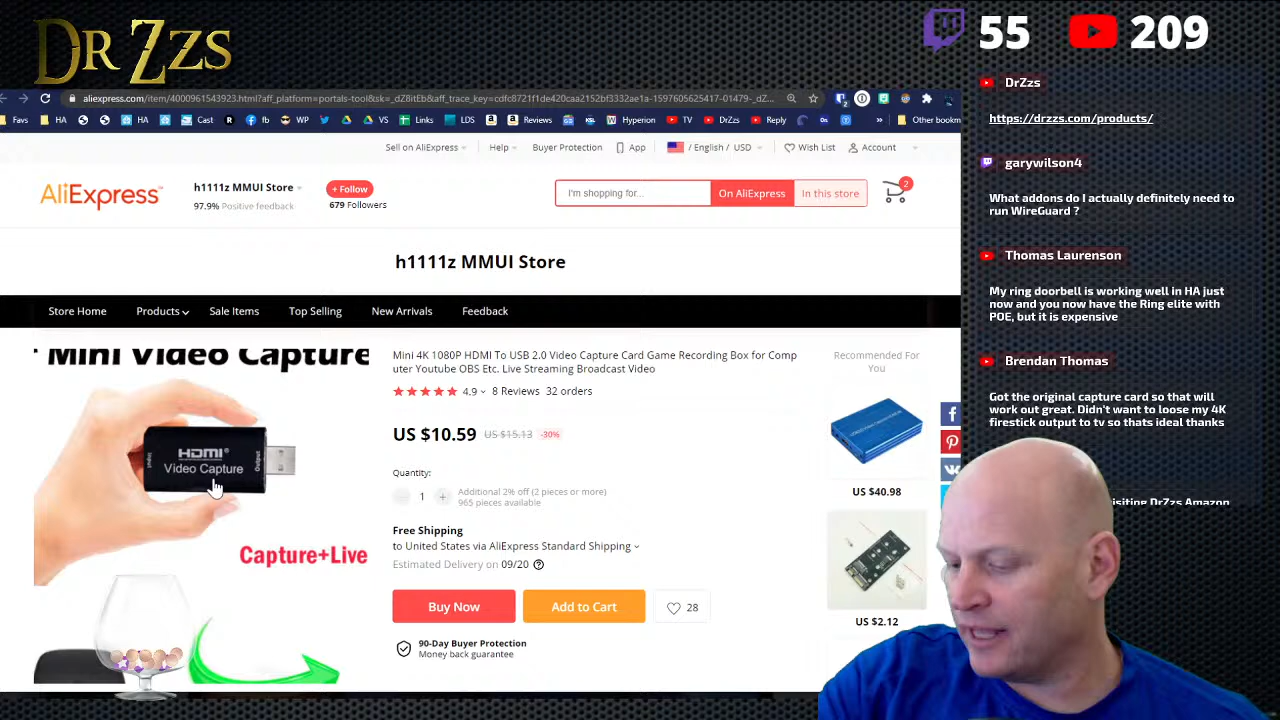 DRZZS
55
209
aliexpress.com/item/4000961543923.html?aff_platform=portals-tool&sk=_dZ8itEb&aff_trace_key=cdfc8721f1de420caa2152bf3332ae1a-1597605625417-01479-_dZ...
Favs HA HA Cast R fb WP VS Links LDS Reviews KSL Hyperion TV DrZzs Reply » Other bookm
Sell on AliExpress Help Buyer Protection App / English / USD Wish List Account
AliExpress
h1111z MMUI Store
97.9% Positive feedback
+ Follow
679 Followers
I'm shopping for...
On AliExpress
In this store
2
h1111z MMUI Store
Store Home Products Sale Items Top Selling New Arrivals Feedback
Mini Video Capture
HDMI
Video Capture
Input
Output
Capture+Live
Mini 4K 1080P HDMI To USB 2.0 Video Capture Card Game Recording Box for Comp
uter Youtube OBS Etc. Live Streaming Broadcast Video
4.9 8 Reviews 32 orders
US $10.59 US $15.13 -30%
Quantity:
− 1 + Additional 2% off (2 pieces or more)
965 pieces available
Free Shipping
to United States via AliExpress Standard Shipping
Estimated Delivery on 09/20
Buy Now
Add to Cart
28
90-Day Buyer Protection
Money back guarantee
Recommended For
You
US $40.98
US $2.12
DrZzs
https://drzzs.com/products/
garywilson4
What addons do I actually definitely need to
run WireGuard ?
Thomas Laurenson
My ring doorbell is working well in HA just
now and you now have the Ring elite with
POE, but it is expensive
Brendan Thomas
Got the original capture card so that will
work out great. Didn't want to loose my 4K
firestick output to tv so thats ideal thanks
isiting DrZzs Amazon